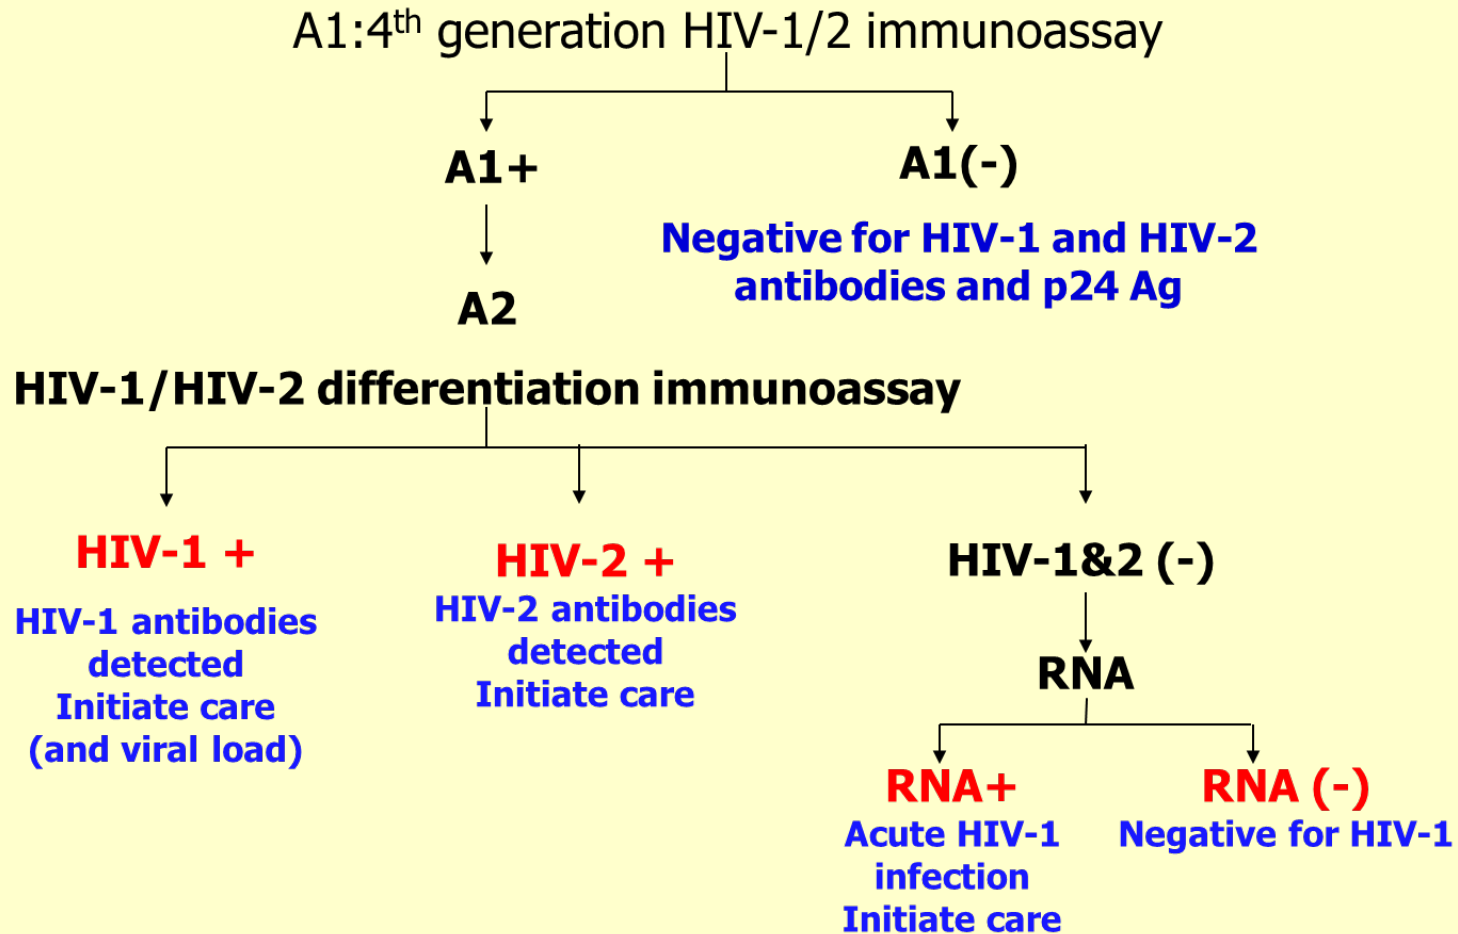 A1:4th generation HIV-1/2 immunoassay
A1+
A1(-)
Negative for HIV-1 and HIV-2
antibodies and p24 Ag
A2
HIV-1/HIV-2 differentiation immunoassay
HIV-1 +
HIV-1 antibodies
detected
Initiate care
(and viral load)
HIV-2 +
HIV-2 antibodies
detected
Initiate care
HIV-1&2 (-)
RNA
RNA+
Acute HIV-1
infection
Initiate care
RNA (-)
Negative for HIV-1